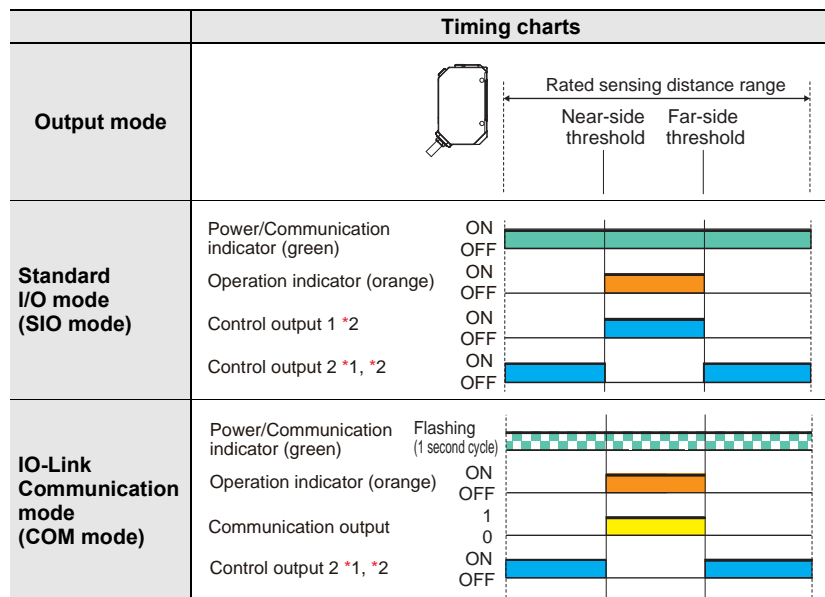 Timing charts
Output mode
Rated sensing distance range
Near-side threshold
Far-side threshold
Standard
I/O mode
(SIO mode)
Power/Communication
indicator (green)
ON
OFF
Operation indicator (orange)
ON
OFF
Control output 1 *2
ON
OFF
Control output 2 *1, *2
ON
OFF
IO-Link
Communication
mode
(COM mode)
Power/Communication
indicator (green)
Flashing
(1 second cycle)
Operation indicator (orange)
ON
OFF
Communication output
1
0
Control output 2 *1, *2
ON
OFF